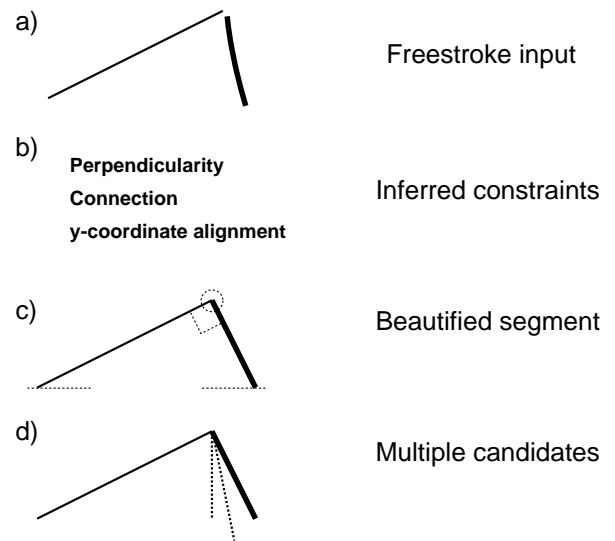 a)
Freestroke input
b)
Perpendicularity
Connection
y-coordinate alignment
Inferred constraints
c)
Beautified segment
d)
Multiple candidates